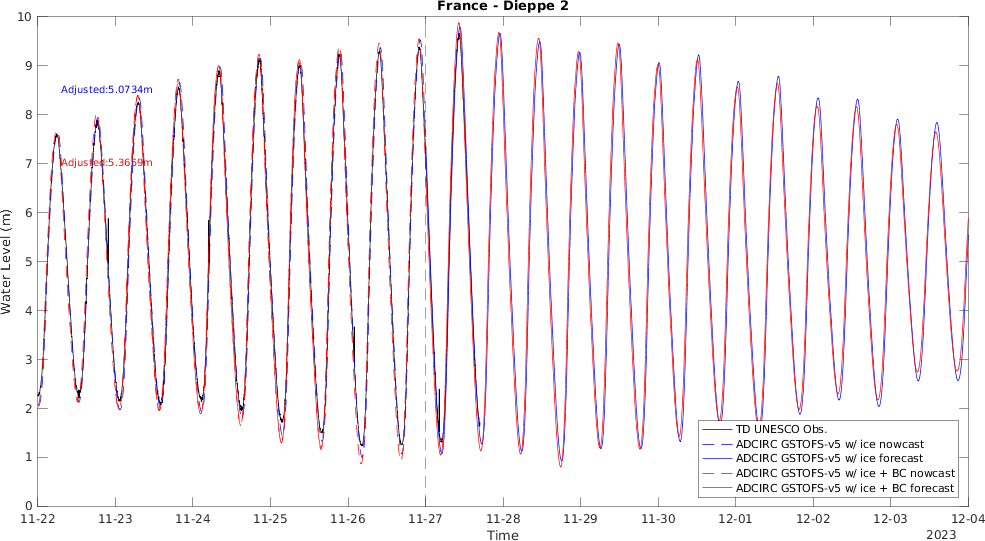 France - Dieppe 2
10
9
8
7
6
5
4
3
2
1
0
Water Level (m)
Adjusted:5.0734m
Adjusted:5.3659m
TD UNESCO Obs.
ADCIRC GSTOFS-v5 w/ ice nowcast
ADCIRC GSTOFS-v5 w/ ice forecast
ADCIRC GSTOFS-v5 w/ ice + BC nowcast
ADCIRC GSTOFS-v5 w/ ice + BC forecast
11-22 11-23 11-24 11-25 11-26 11-27 11-28 11-29 11-30 12-01 12-02 12-03 12-04
Time
2023